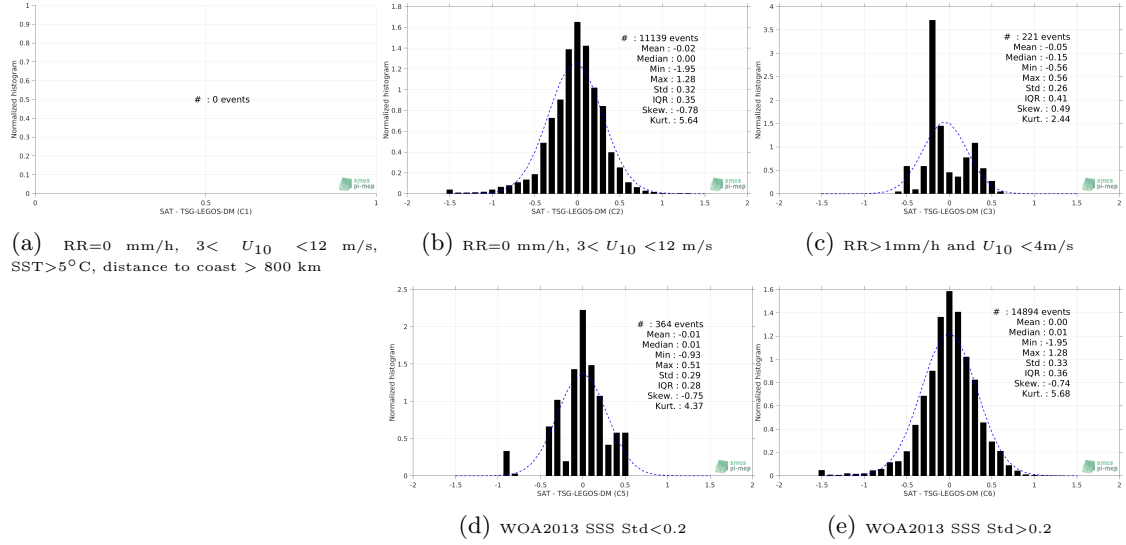 1
0.9
0.8
0.7
0.6
0.5
0.4
0.3
0.2
0.1
0
Normalized histogram
# : 0 events
0 0.5 1
SAT - TSG-LEGOS-DM (C1)
smos
pi-mep
(a) RR=0 mm/h, 3< U10 <12 m/s,
SST>5°C, distance to coast > 800 km
1.8
1.6
1.4
1.2
1
0.8
0.6
0.4
0.2
0
Normalized histogram
# : 11139 events
Mean : -0.02
Median : 0.00
Min : -1.95
Max : 1.28
Std : 0.32
IQR : 0.35
Skew. : -0.78
Kurt. : 5.64
-2 -1.5 -1 -0.5 0 0.5 1 1.5 2
SAT - TSG-LEGOS-DM (C2)
smos
pi-mep
(b) RR=0 mm/h, 3< U10 <12 m/s
4
3.5
3
2.5
2
1.5
1
0.5
0
Normalized histogram
# : 221 events
Mean : -0.05
Median : -0.15
Min : -0.56
Max : 0.56
Std : 0.26
IQR : 0.41
Skew. : 0.49
Kurt. : 2.44
-2 -1.5 -1 -0.5 0 0.5 1 1.5 2
SAT - TSG-LEGOS-DM (C3)
smos
pi-mep
(c) RR>1mm/h and U10 <4m/s
2.5
2
1.5
1
0.5
0
Normalized histogram
# : 364 events
Mean : -0.01
Median : 0.01
Min : -0.93
Max : 0.51
Std : 0.29
IQR : 0.28
Skew. : -0.75
Kurt. : 4.37
-2 -1.5 -1 -0.5 0 0.5 1 1.5 2
SAT - TSG-LEGOS-DM (C5)
smos
pi-mep
(d) WOA2013 SSS Std<0.2
1.6
1.4
1.2
1
0.8
0.6
0.4
0.2
0
Normalized histogram
# : 14894 events
Mean : 0.00
Median : 0.01
Min : -1.95
Max : 1.28
Std : 0.33
IQR : 0.36
Skew. : -0.74
Kurt. : 5.68
-2 -1.5 -1 -0.5 0 0.5 1 1.5 2
SAT - TSG-LEGOS-DM (C6)
smos
pi-mep
(e) WOA2013 SSS Std>0.2